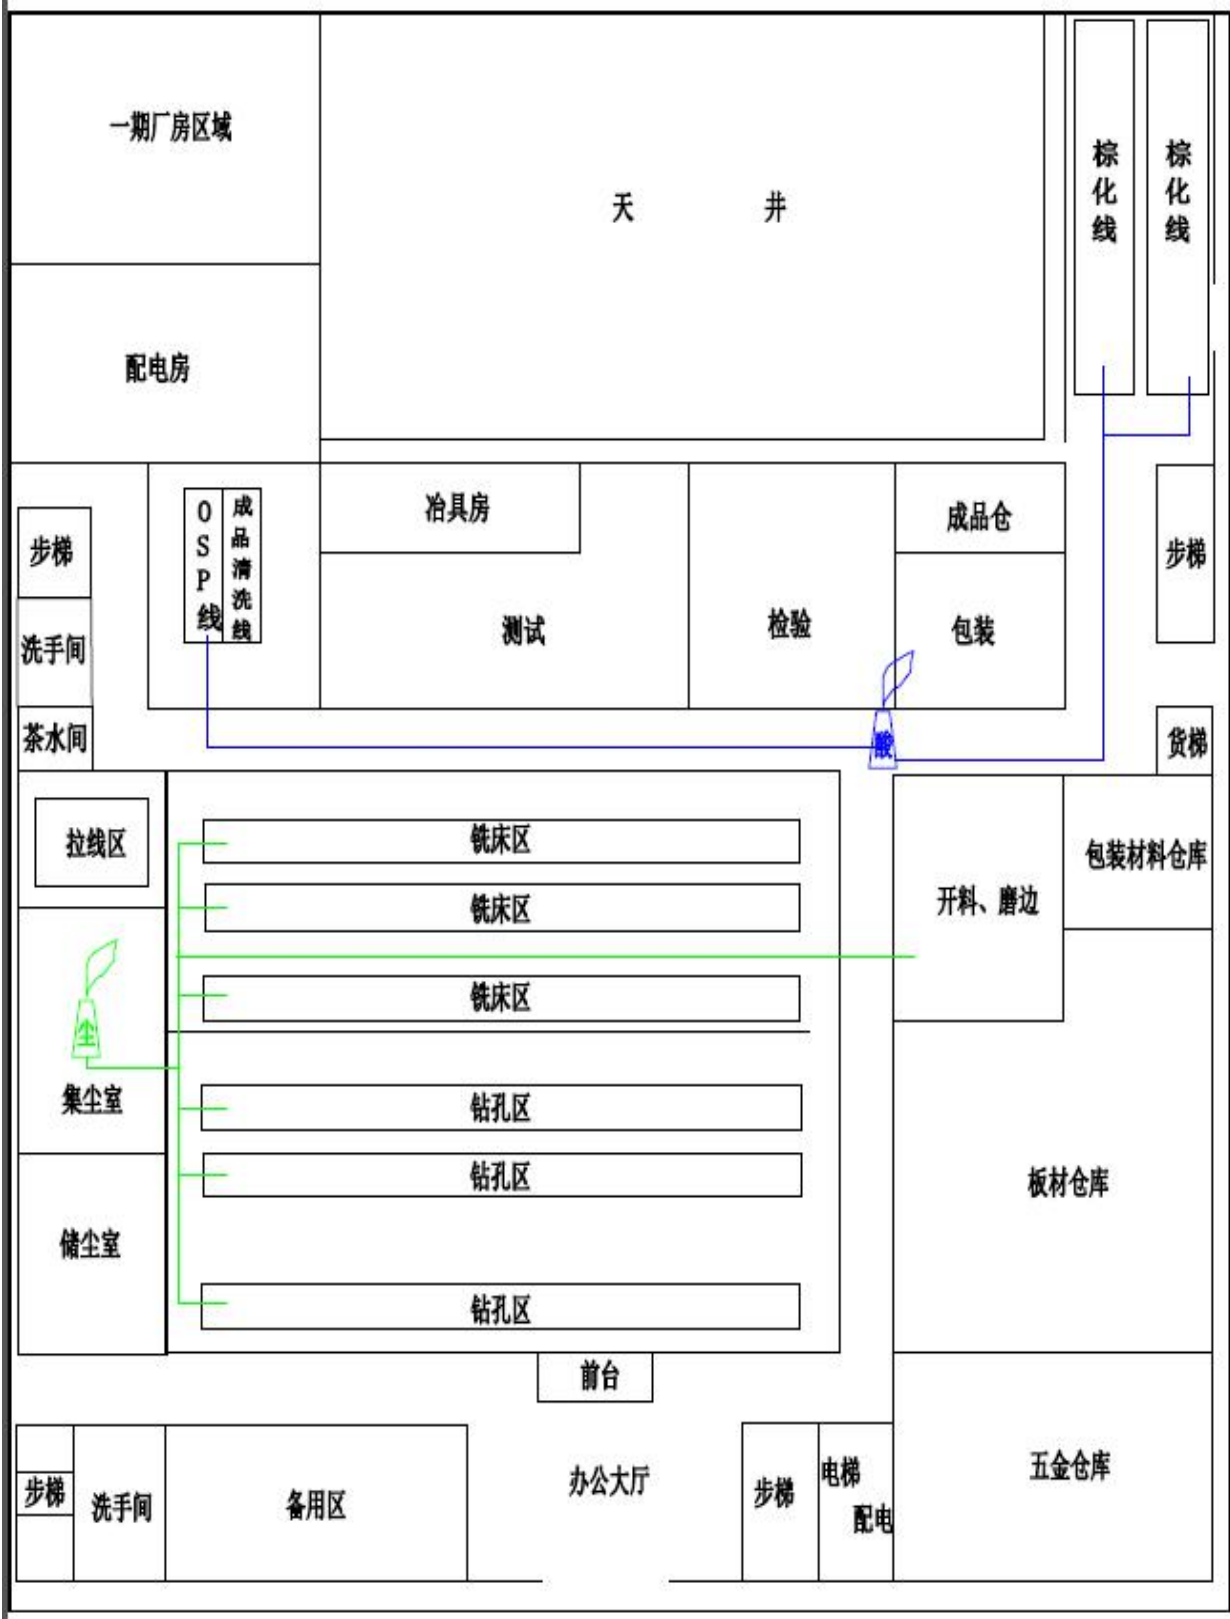 一期厂房区域
天 井
棕化线
棕化线
配电房
步梯
洗手间
茶水间
OSP线
成品清洗线
冶具房
测试
检验
成品仓
包装
步梯
货梯
酸
拉线区
铣床区
铣床区
铣床区
尘
集尘室
储尘室
钻孔区
钻孔区
钻孔区
开料、磨边
包装材料仓库
板材仓库
前台
步梯
洗手间
备用区
办公大厅
步梯
电梯
配电
五金仓库